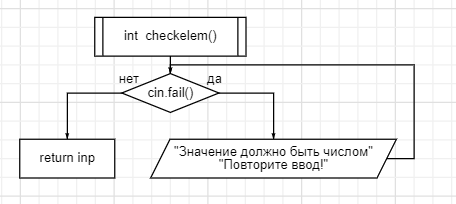 int checkelem()
нет
да
cin.fail()
return inp
"Значение должно быть числом"
"Повторите ввод!"